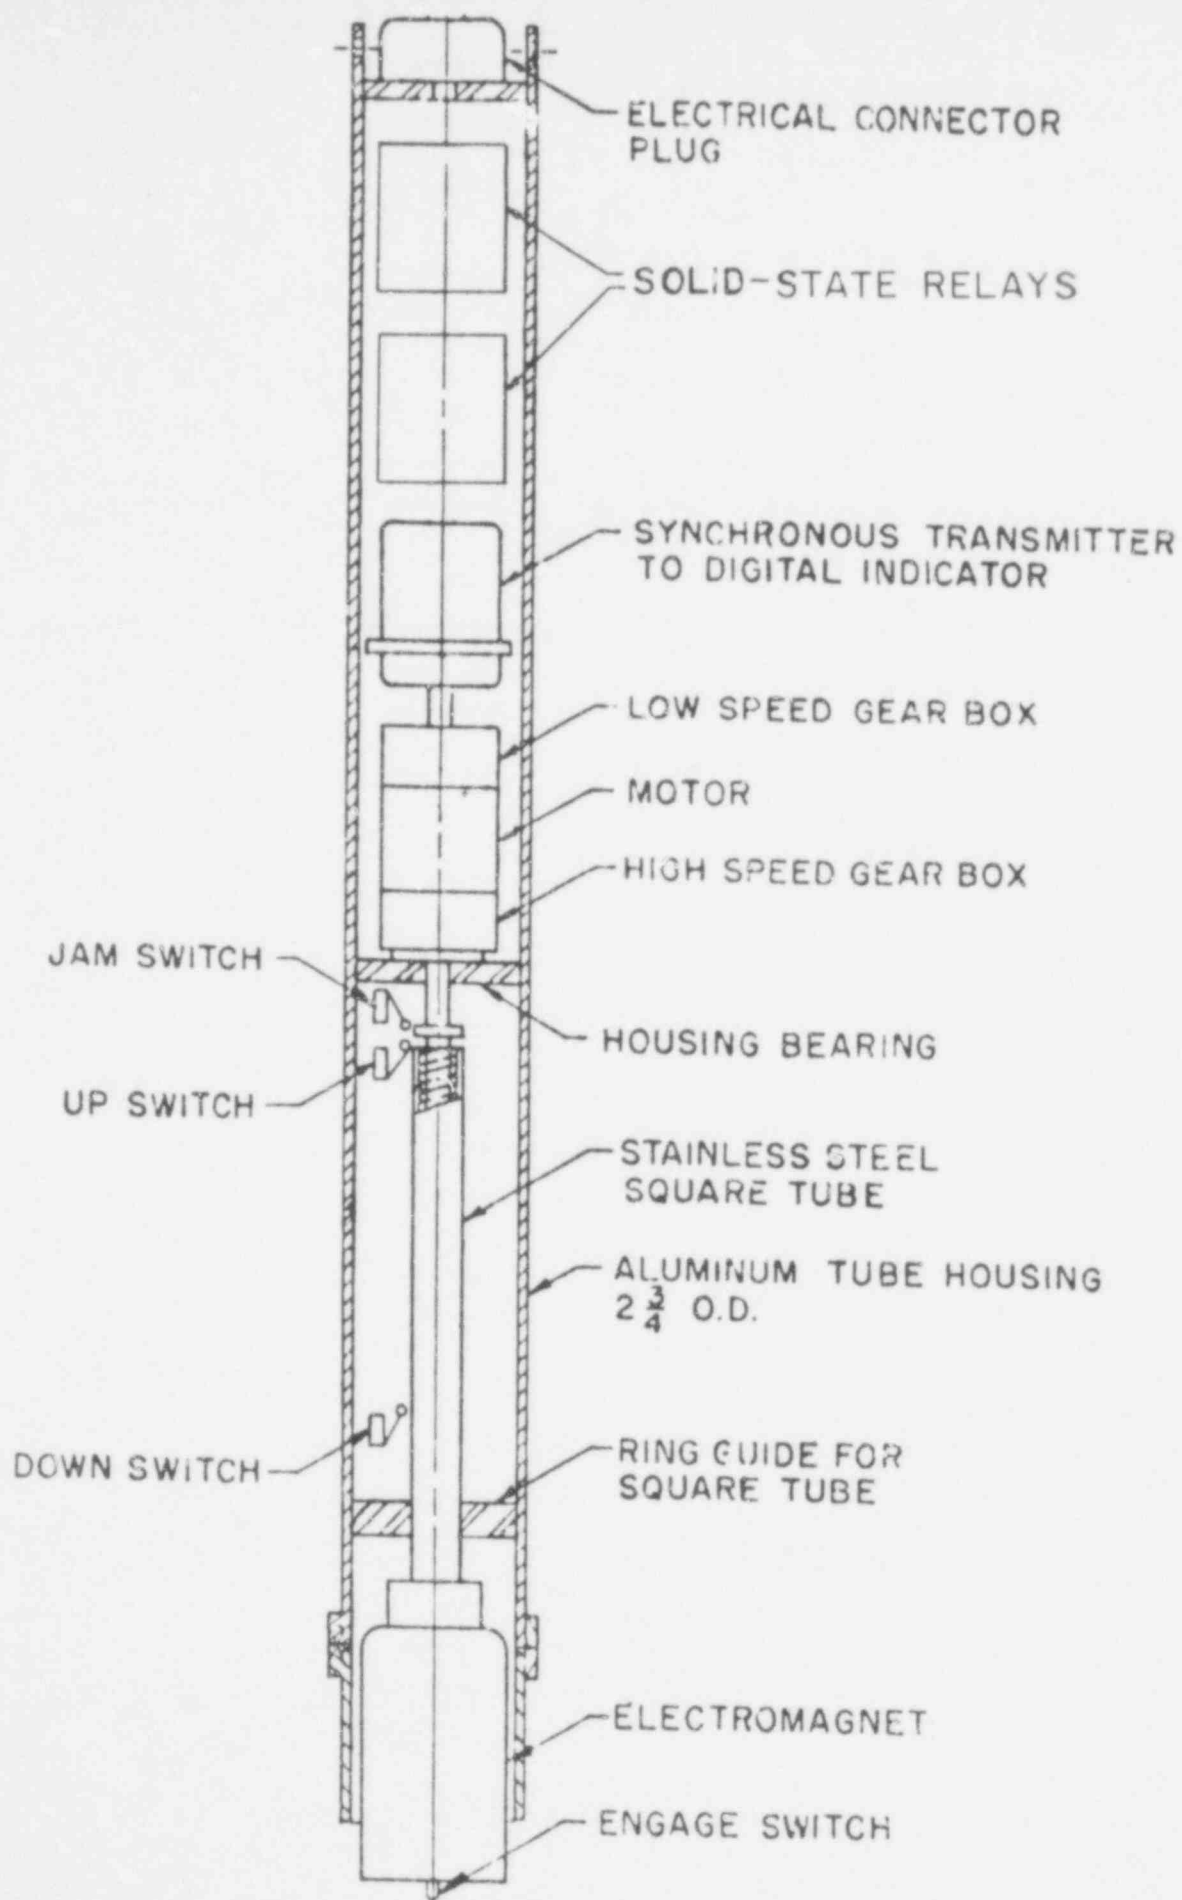 ELECTRICAL CONNECTOR
PLUG
SOLID-STATE RELAYS
SYNCHRONOUS TRANSMITTER
TO DIGITAL INDICATOR
LOW SPEED GEAR BOX
MOTOR
HIGH SPEED GEAR BOX
JAM SWITCH
HOUSING BEARING
UP SWITCH
STAINLESS STEEL
SQUARE TUBE
ALUMINUM TUBE HOUSING
2 3/4 O.D.
DOWN SWITCH
RING GUIDE FOR
SQUARE TUBE
ELECTROMAGNET
ENGAGE SWITCH